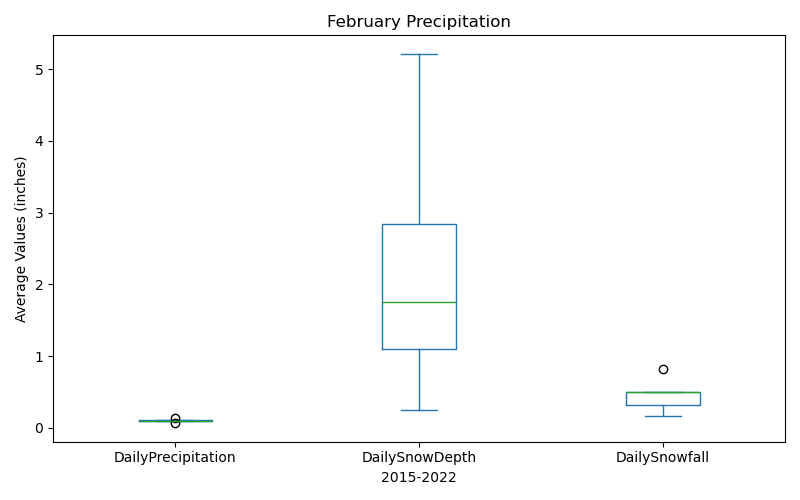 February Precipitation
Average Values (inches)
5
4
3
2
1
0
DailyPrecipitation DailySnowDepth DailySnowfall
2015-2022